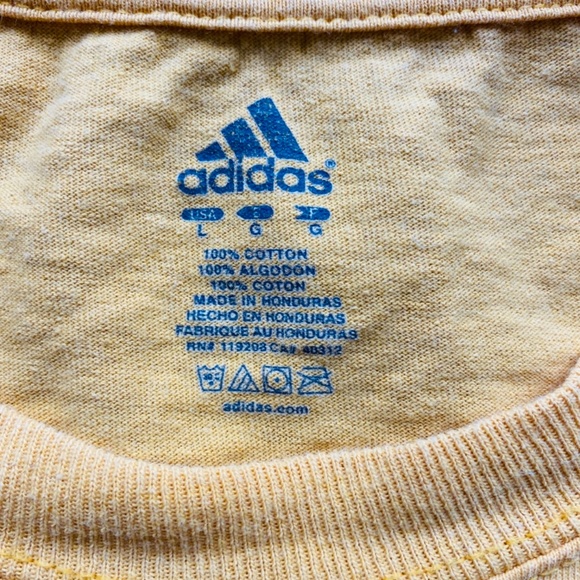 adidas®
USA E F
L G G
100% COTTON
100% ALGODON
100% COTON
MADE IN HONDURAS
HECHO EN HONDURAS
FABRIQUE AU HONDURAS
RN# 119208 CA# 40312
adidas.com